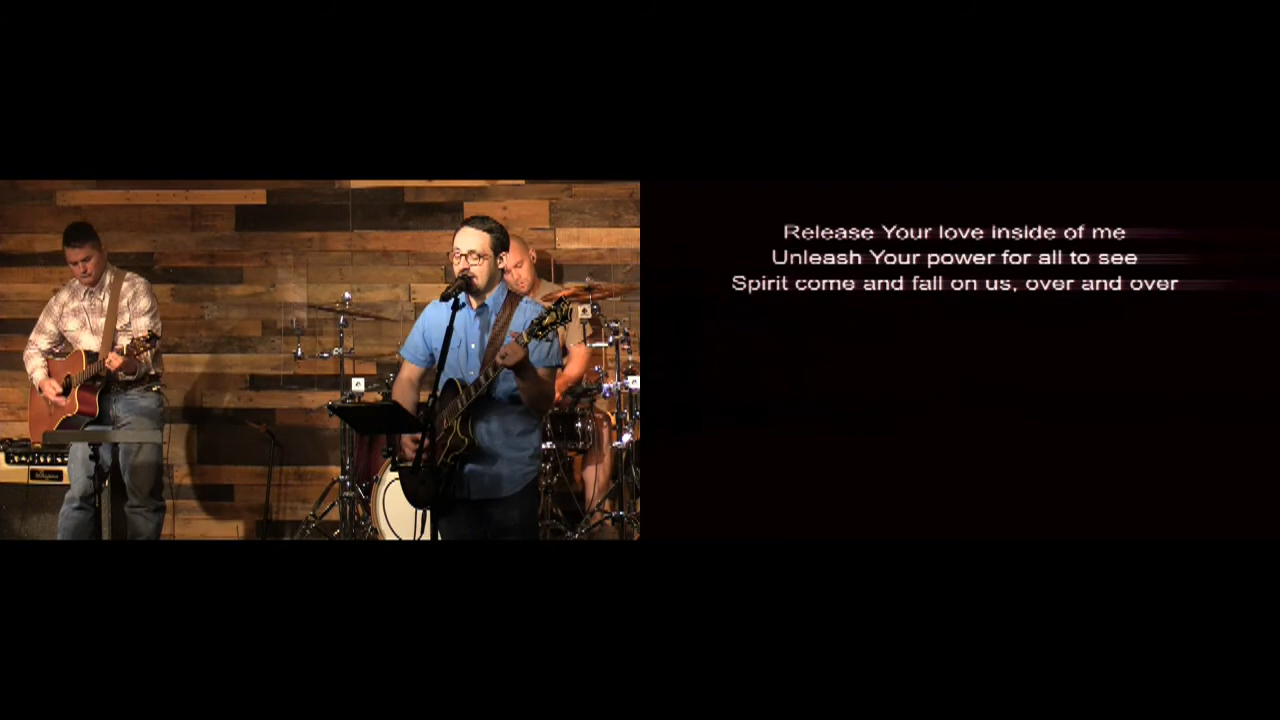 Release Your love inside of me
Unleash Your power for all to see
Spirit come and fall on us, over and over